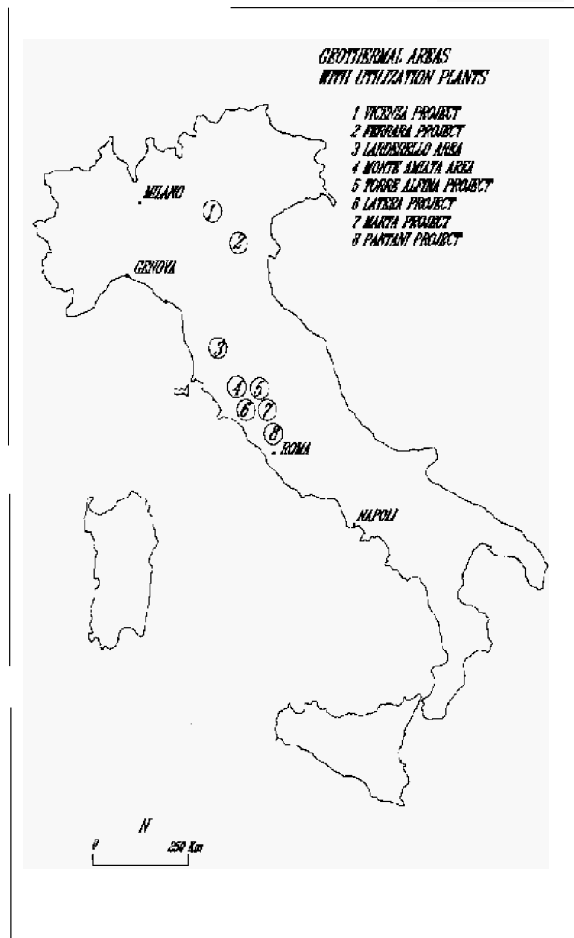 GEOTHERMAL AREAS
WITH UTILIZATION PLANTS
1 VICENZA PROJECT
2 FERRARA PROJECT
3 LARDERELLO AREA
4 MONTE AMIATA AREA
5 TORRE ALFINA PROJECT
6 LATERA PROJECT
7 MARTA PROJECT
8 PANTANI PROJECT
MILANO
1
2
GENOVA
3
4 5
6 7
8
ROMA
NAPOLI
N
0 250 Km